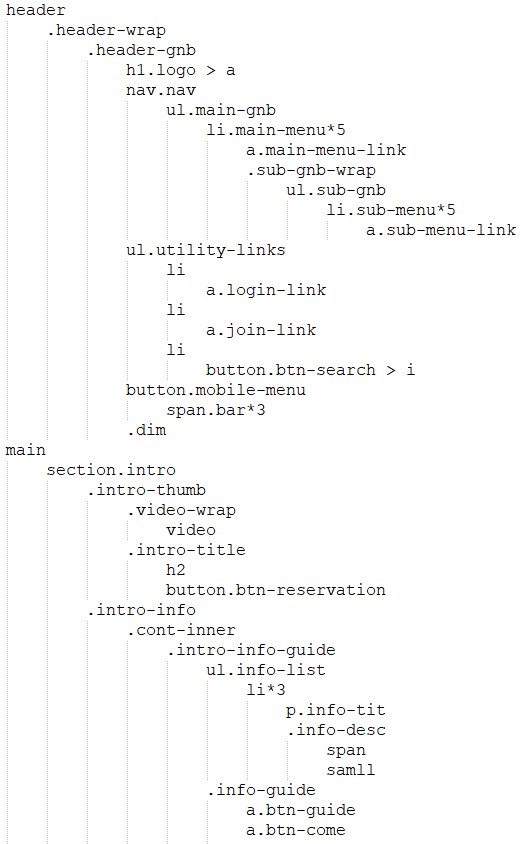 header
.header-wrap
.header-gnb
h1.logo > a
nav.nav
ul.main-gnb
li.main-menu*5
a.main-menu-link
.sub-gnb-wrap
ul.sub-gnb
li.sub-menu*5
a.sub-menu-link
ul.utility-links
li
a.login-link
li
a.join-link
li
button.btn-search > i
button.mobile-menu
span.bar*3
.dim
main
section.intro
.intro-thumb
.video-wrap
video
.intro-title
h2
button.btn-reservation
.intro-info
.cont-inner
.intro-info-guide
ul.info-list
li*3
p.info-tit
.info-desc
span
samll
.info-guide
a.btn-guide
a.btn-come